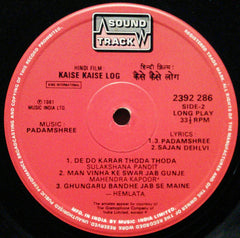 SOUND
TRACK
HINDI FILM:
KAISE KAISE LOG
हिन्दी फिल्म:
कैसे कैसे लोग
℗ 1981
MUSIC INDIA LTD.
2392 286
SIDE-2
LONG PLAY
33⅓ RPM
MUSIC:
PADAMSHREE
LYRICS
1.3. PADAMSHREE
2. SAJAN DEHLVI
1. DE DO KARAR THODA THODA
SULAKSHANA PANDIT
2. MAN VINHA KE SWAR JAB GUNJE
MAHENDRA KAPOOR
3. GHUNGARU BANDHE JAB SE MAINE
HEMLATA
MFD. IN INDIA BY MUSIC INDIA LIMITED.